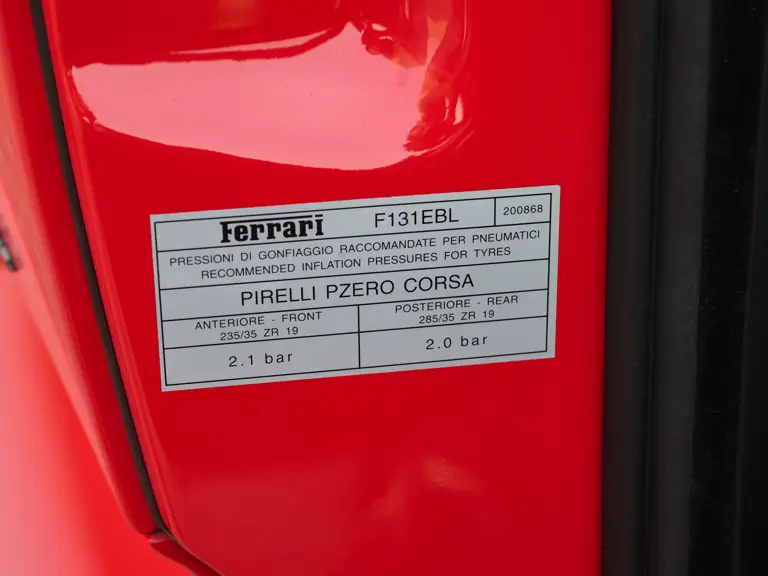 Ferrari F131EBL 200868
PRESSIONI DI GONFIAGGIO RACCOMANDATE PER PNEUMATICI
RECOMMENDED INFLATION PRESSURES FOR TYRES
PIRELLI PZERO CORSA
ANTERIORE - FRONT
235/35 ZR 19
POSTERIORE - REAR
285/35 ZR 19
2.1 bar
2.0 bar